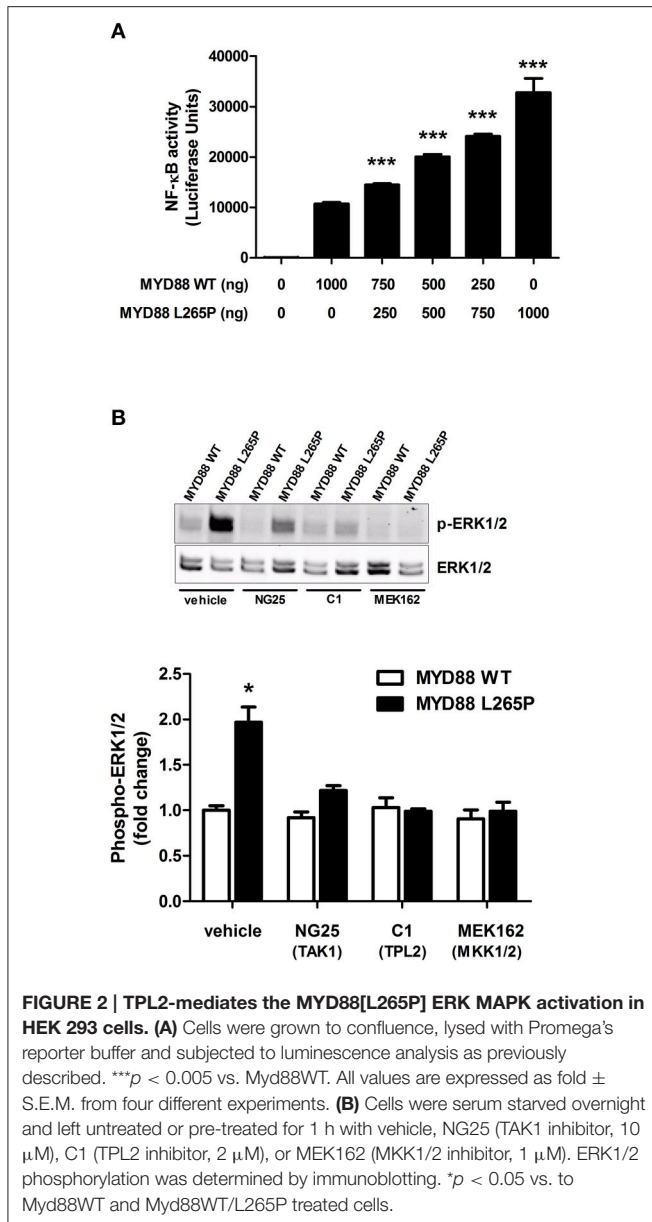 A
40000
30000
20000
10000
0
NF-κB activity
(Luciferase Units)
***
***
***
***
MYD88 WT (ng) 0 1000 750 500 250 0
MYD88 L265P (ng) 0 0 250 500 750 1000
B
MYD88 WT
MYD88 L265P
MYD88 WT
MYD88 L265P
MYD88 WT
MYD88 L265P
MYD88 WT
MYD88 L265P
p-ERK1/2
ERK1/2
vehicle NG25 C1 MEK162
2.5
2.0
1.5
1.0
0.5
0.0
Phospho-ERK1/2
(fold change)
*
MYD88 WT
MYD88 L265P
vehicle NG25 C1 MEK162
(TAK1) (TPL2) (MKK1/2)
FIGURE 2 | TPL2-mediates the MYD88[L265P] ERK MAPK activation in
HEK 293 cells. (A) Cells were grown to confluence, lysed with Promega's
reporter buffer and subjected to luminescence analysis as previously
described. ***p < 0.005 vs. Myd88WT. All values are expressed as fold ±
S.E.M. from four different experiments. (B) Cells were serum starved overnight
and left untreated or pre-treated for 1 h with vehicle, NG25 (TAK1 inhibitor, 10
μM), C1 (TPL2 inhibitor, 2 μM), or MEK162 (MKK1/2 inhibitor, 1 μM). ERK1/2
phosphorylation was determined by immunoblotting. *p < 0.05 vs. to
Myd88WT and Myd88WT/L265P treated cells.